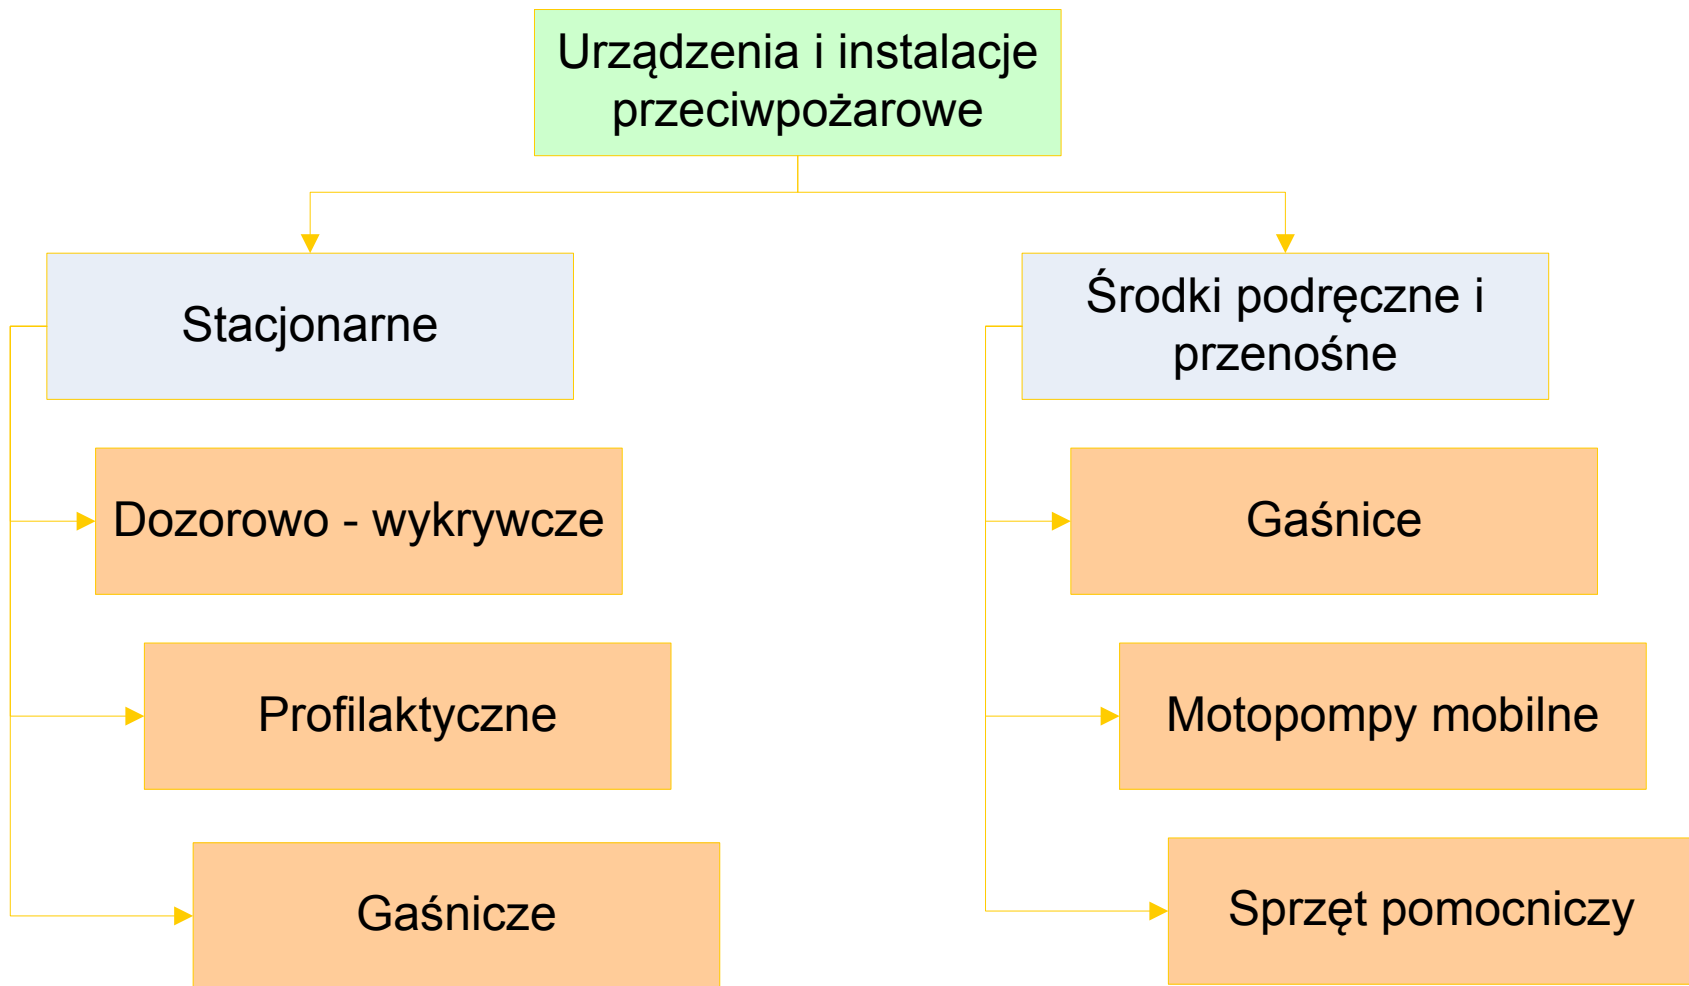 Urządzenia i instalacje
przeciwpożarowe
Stacjonarne
Środki podręczne i
przenośne
Dozorowo - wykrywcze
Gaśnice
Profilaktyczne
Motopompy mobilne
Gaśnicze
Sprzęt pomocniczy